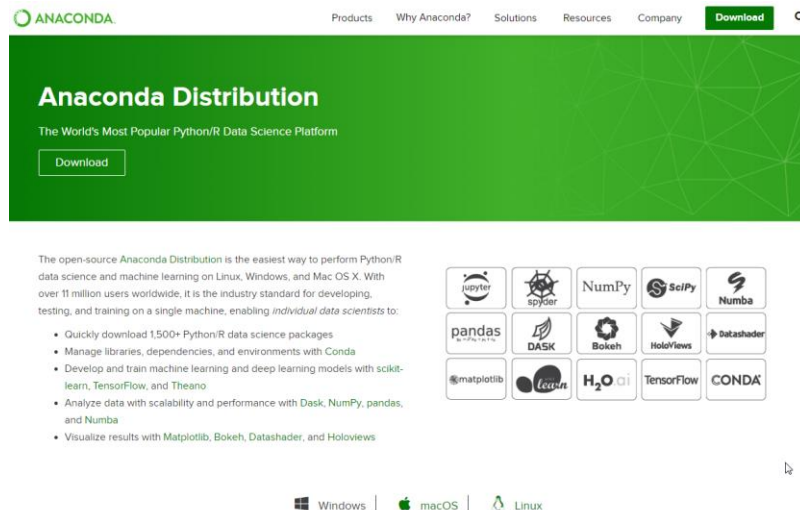 ANACONDA.
Products Why Anaconda? Solutions Resources Company Download
Anaconda Distribution
The World's Most Popular Python/R Data Science Platform
Download
The open-source Anaconda Distribution is the easiest way to perform Python/R
data science and machine learning on Linux, Windows, and Mac OS X. With
over 11 million users worldwide, it is the industry standard for developing,
testing, and training on a single machine, enabling individual data scientists to:
• Quickly download 1,500+ Python/R data science packages
• Manage libraries, dependencies, and environments with Conda
• Develop and train machine learning and deep learning models with scikit-
learn, TensorFlow, and Theano
• Analyze data with scalability and performance with Dask, NumPy, pandas,
and Numba
• Visualize results with Matplotlib, Bokeh, Datashader, and Holoviews
jupyter spyder NumPy SciPy Numba
pandas DASK Bokeh HoloViews Datashader
matplotlib learn H2O.ai TensorFlow CONDA
Windows macOS Linux